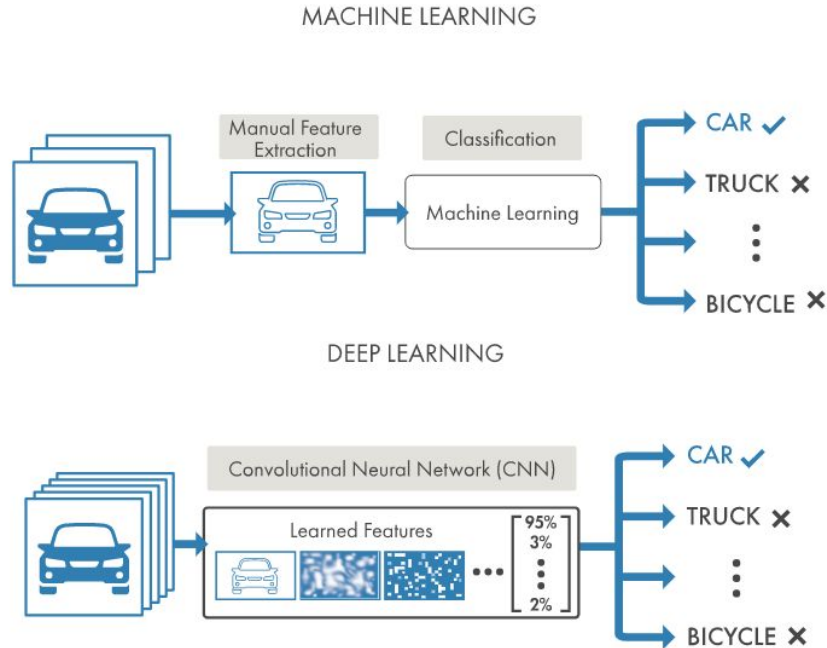 MACHINE LEARNING
Manual Feature
Extraction
Classification
Machine Learning
CAR ✓
TRUCK ✕
⋮
BICYCLE ✕
DEEP LEARNING
Convolutional Neural Network (CNN)
Learned Features
...
95%
3%
⋮
2%
CAR ✓
TRUCK ✕
⋮
BICYCLE ✕